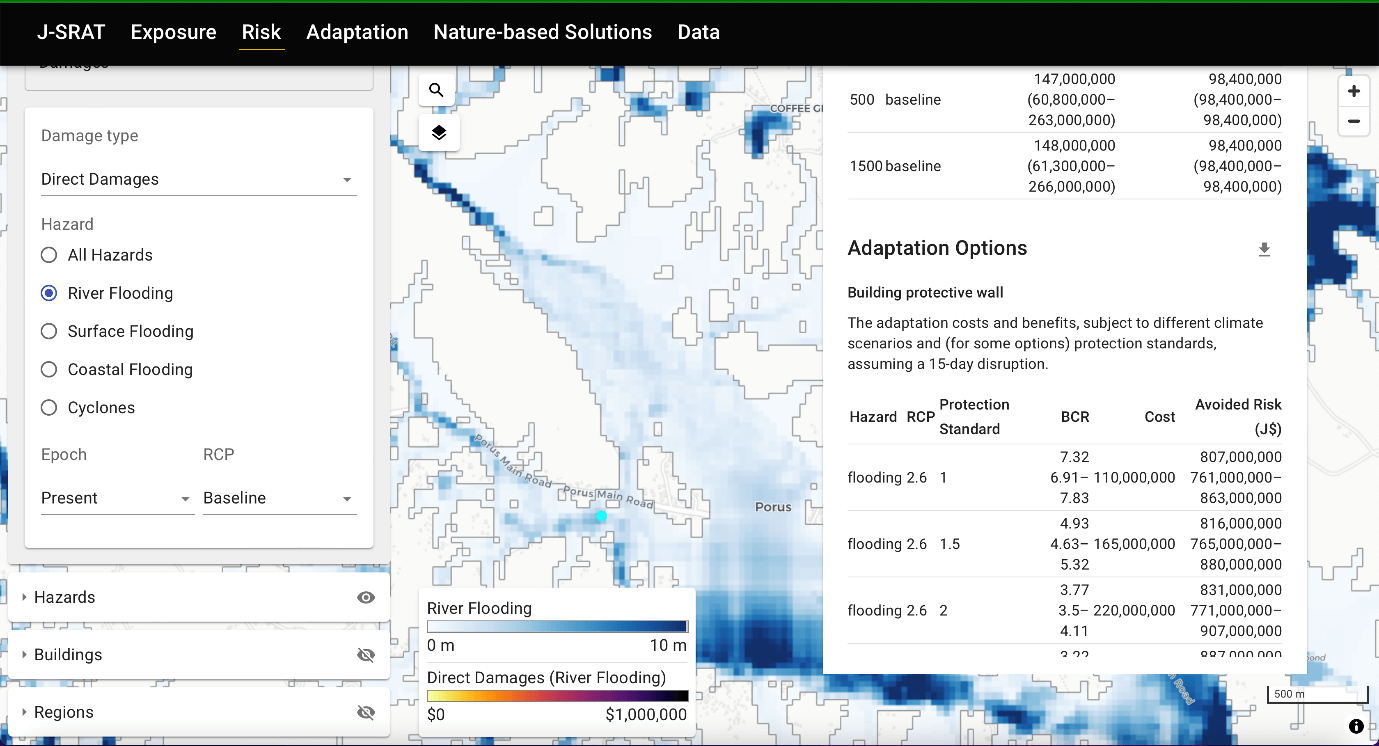 J-SRAT Exposure Risk Adaptation Nature-based Solutions Data
Damages
Damage type
Direct Damages
Hazard
All Hazards
River Flooding
Surface Flooding
Coastal Flooding
Cyclones
Epoch RCP
Present Baseline
Hazards
Buildings
Regions
COFFEE
Porus Main Road
Porus Main Road
Porus
River Flooding
0 m 10 m
Direct Damages (River Flooding)
$0 $1,000,000
147,000,000 98,400,000
500 baseline (60,800,000– (98,400,000–
263,000,000) 98,400,000)
148,000,000 98,400,000
1500 baseline (61,300,000– (98,400,000–
266,000,000) 98,400,000)
Adaptation Options
Building protective wall
The adaptation costs and benefits, subject to different climate
scenarios and (for some options) protection standards,
assuming a 15-day disruption.
Hazard RCP Protection Standard BCR Cost Avoided Risk (J$)
7.32 807,000,000
flooding 2.6 1 6.91– 110,000,000 761,000,000–
7.83 863,000,000
4.93 816,000,000
flooding 2.6 1.5 4.63– 165,000,000 765,000,000–
5.32 880,000,000
3.77 831,000,000
flooding 2.6 2 3.5– 220,000,000 771,000,000–
4.11 907,000,000
3.22 887,000,000
Road
500 m